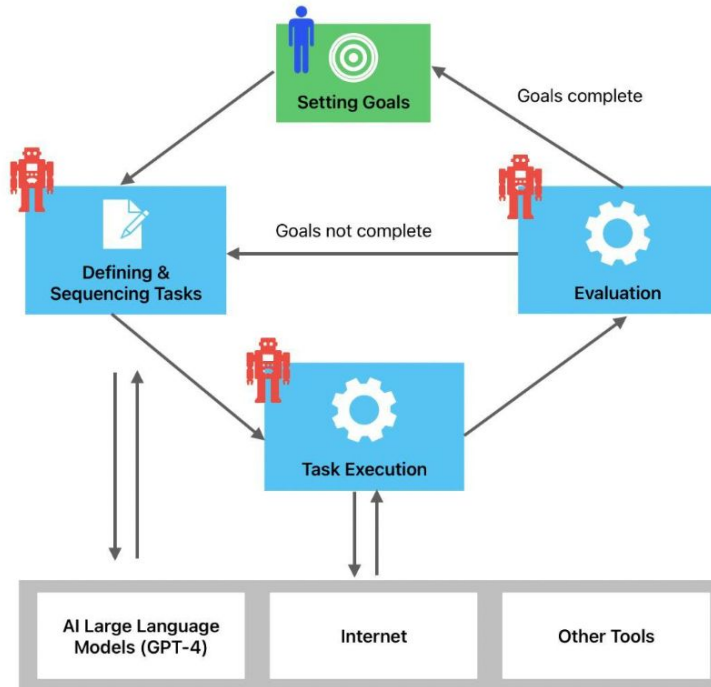 Setting Goals
Goals complete
Goals not complete
Defining &
Sequencing Tasks
Evaluation
Task Execution
AI Large Language
Models (GPT-4)
Internet
Other Tools